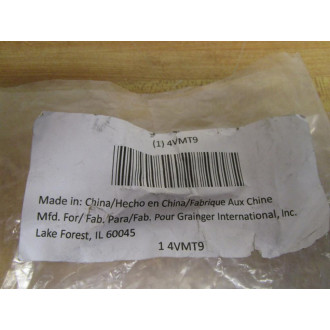 (1) 4VMT9
Made in: China/Hecho en China/Fabrique Aux Chine
Mfd. For/ Fab. Para/Fab. Pour Grainger International, Inc.
Lake Forest, IL 60045
1 4VMT9